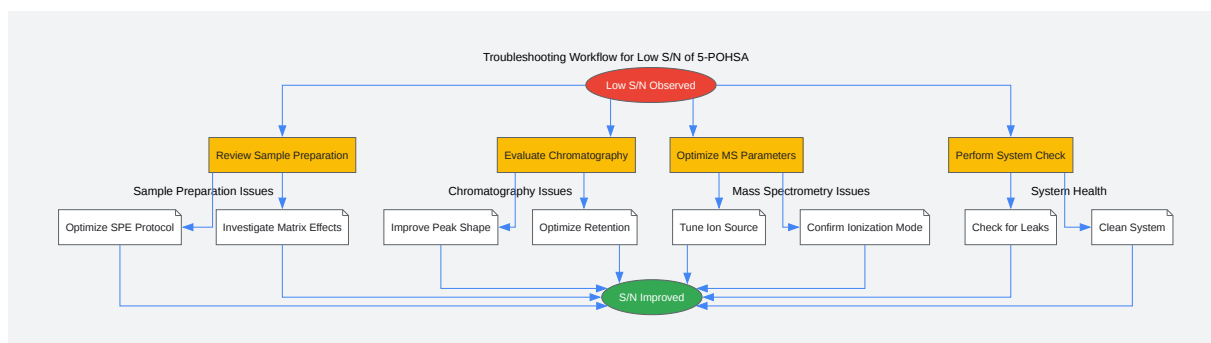 Troubleshooting Workflow for Low S/N of 5-POHSA
Low S/N Observed
Review Sample Preparation
Evaluate Chromatography
Optimize MS Parameters
Perform System Check
Sample Preparation Issues
Chromatography Issues
Mass Spectrometry Issues
System Health
Optimize SPE Protocol
Investigate Matrix Effects
Improve Peak Shape
Optimize Retention
Tune Ion Source
Confirm Ionization Mode
Check for Leaks
Clean System
S/N Improved